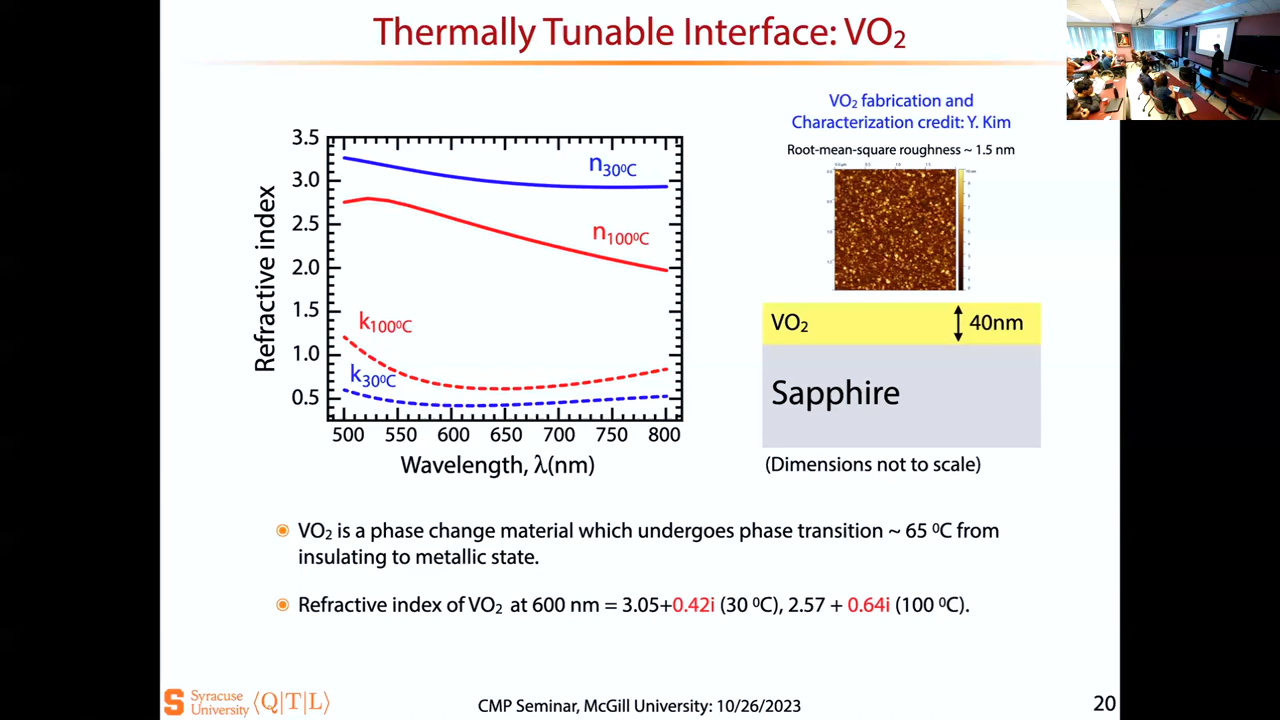 Thermally Tunable Interface: VO₂
VO₂ fabrication and
Characterization credit: Y. Kim
Root-mean-square roughness ~ 1.5 nm
3.5
3.0
2.5
2.0
1.5
1.0
0.5
Refractive index
n30⁰C
n100⁰C
k100⁰C
k30⁰C
500 550 600 650 700 750 800
Wavelength, λ(nm)
VO₂
40nm
Sapphire
(Dimensions not to scale)
VO₂ is a phase change material which undergoes phase transition ~ 65 ⁰C from
insulating to metallic state.
Refractive index of VO₂ at 600 nm = 3.05+0.42i (30 ⁰C), 2.57 + 0.64i (100 ⁰C).
S Syracuse
University
⟨Q|T|L⟩
CMP Seminar, McGill University: 10/26/2023
20